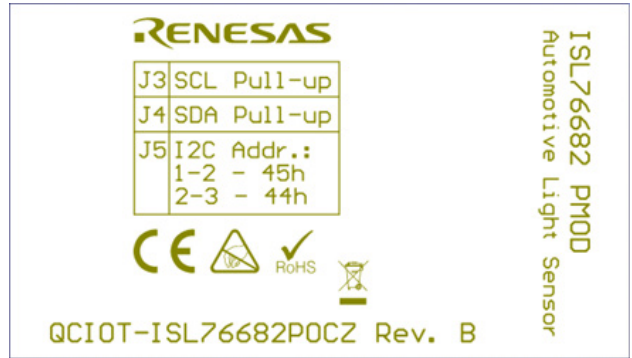 RENESAS
J3 SCL Pull-up
J4 SDA Pull-up
J5 I2C Addr.:
1-2 - 45h
2-3 - 44h
CE
RoHS
QCIOT-ISL76682POCZ Rev. B
ISL76682 PMOD
Automotive Light Sensor